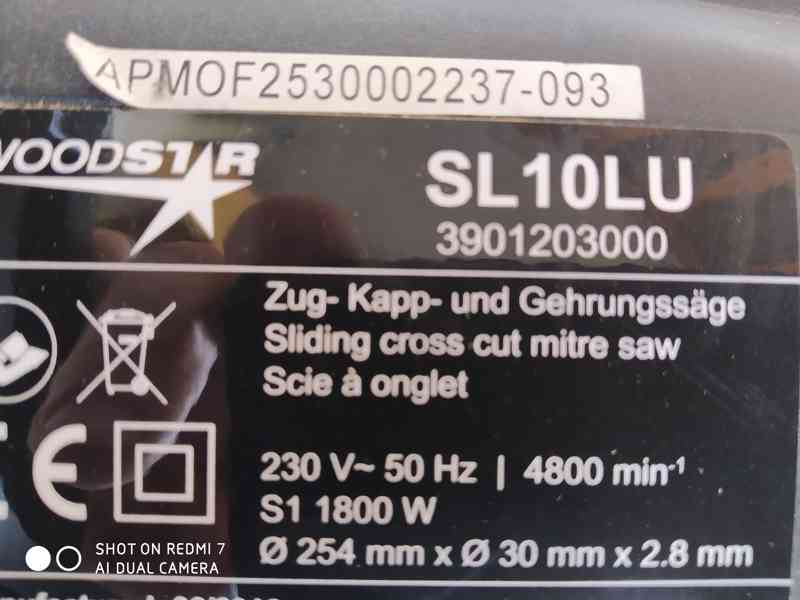 APMOF2530002237-093
WOODSTAR
SL10LU
3901203000
Zug- Kapp- und Gehrungssäge
Sliding cross cut mitre saw
Scie à onglet
CE
230 V~ 50 Hz | 4800 min⁻¹
S1 1800 W
Ø 254 mm x Ø 30 mm x 2.8 mm
SHOT ON REDMI 7
AI DUAL CAMERA